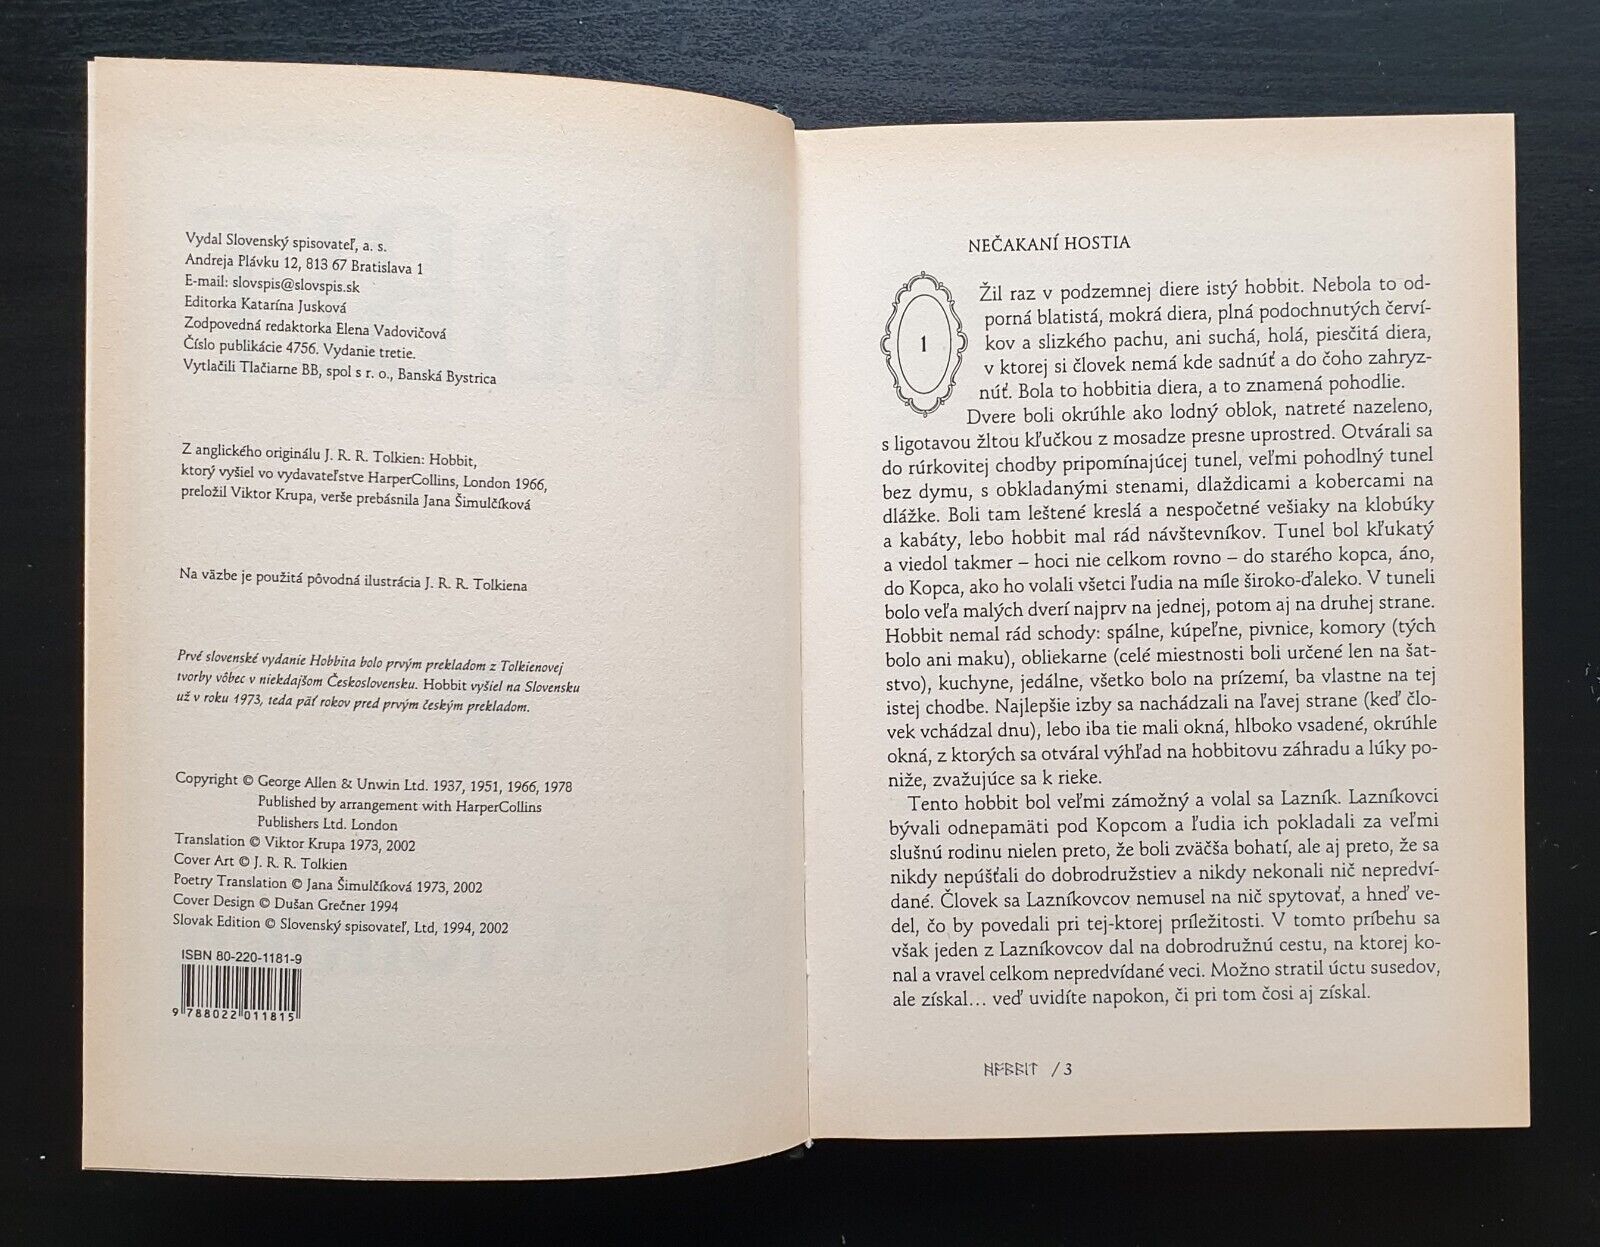 Vydal Slovenský spisovateľ, a. s.
Andreja Plávku 12, 813 67 Bratislava 1
E-mail: slovspis@slovspis.sk
Editorka Katarína Jusková
Zodpovedná redaktorka Elena Vadovičová
Číslo publikácie 4756. Vydanie tretie.
Vytlačili Tlačiarne BB, spol s r. o., Banská Bystrica
Z anglického originálu J. R. R. Tolkien: Hobbit,
ktorý vyšiel vo vydavateľstve HarperCollins, London 1966,
preložil Viktor Krupa, verše prebásnila Jana Šimulčíková
Na väzbe je použitá pôvodná ilustrácia J. R. R. Tolkiena
Prvé slovenské vydanie Hobbita bolo prvým prekladom z Tolkienovej
tvorby vôbec v niekdajšom Československu. Hobbit vyšiel na Slovensku
už v roku 1973, teda päť rokov pred prvým českým prekladom.
Copyright © George Allen & Unwin Ltd. 1937, 1951, 1966, 1978
Published by arrangement with HarperCollins
Publishers Ltd. London
Translation © Viktor Krupa 1973, 2002
Cover Art © J. R. R. Tolkien
Poetry Translation © Jana Šimulčíková 1973, 2002
Cover Design © Dušan Grečner 1994
Slovak Edition © Slovenský spisovateľ, Ltd, 1994, 2002
ISBN 80-220-1181-9
9 788022 011815
NEČAKANÍ HOSTIA
1
Žil raz v podzemnej diere istý hobbit. Nebola to od-
porná blatistá, mokrá diera, plná podochnutých červí-
kov a slizkého pachu, ani suchá, holá, piesčitá diera,
v ktorej si človek nemá kde sadnúť a do čoho zahryz-
núť. Bola to hobbitia diera, a to znamená pohodlie.
Dvere boli okrúhle ako lodný oblok, natreté nazeleno,
s ligotavou žltou kľučkou z mosadze presne uprostred. Otvárali sa
do rúrkovitej chodby pripomínajúcej tunel, veľmi pohodlný tunel
bez dymu, s obkladanými stenami, dlaždicami a kobercami na
dlážke. Boli tam leštené kreslá a nespočetné vešiaky na klobúky
a kabáty, lebo hobbit mal rád návštevníkov. Tunel bol kľukatý
a viedol takmer – hoci nie celkom rovno – do starého kopca, áno,
do Kopca, ako ho volali všetci ľudia na míle široko-ďaleko. V tuneli
bolo veľa malých dverí najprv na jednej, potom aj na druhej strane.
Hobbit nemal rád schody: spálne, kúpeľne, pivnice, komory (tých
bolo ani maku), obliekarne (celé miestnosti boli určené len na šat-
stvo), kuchyne, jedálne, všetko bolo na prízemí, ba vlastne na tej
istej chodbe. Najlepšie izby sa nachádzali na ľavej strane (keď člo-
vek vchádzal dnu), lebo iba tie mali okná, hlboko vsadené, okrúhle
okná, z ktorých sa otváral výhľad na hobbitovu záhradu a lúky po-
niže, zvažujúce sa k rieke.
Tento hobbit bol veľmi zámožný a volal sa Lazník. Lazníkovci
bývali odnepamäti pod Kopcom a ľudia ich pokladali za veľmi
slušnú rodinu nielen preto, že boli zväčša bohatí, ale aj preto, že sa
nikdy nepúšťali do dobrodružstiev a nikdy nekonali nič nepredví-
dané. Človek sa Lazníkovcov nemusel na nič spytovať, a hneď ve-
del, čo by povedali pri tej-ktorej príležitosti. V tomto príbehu sa
však jeden z Lazníkovcov dal na dobrodružnú cestu, na ktorej ko-
nal a vravel celkom nepredvídané veci. Možno stratil úctu susedov,
ale získal... veď uvidíte napokon, či pri tom čosi aj získal.
ᚺᚩᛒᛒᛁᛏ / 3